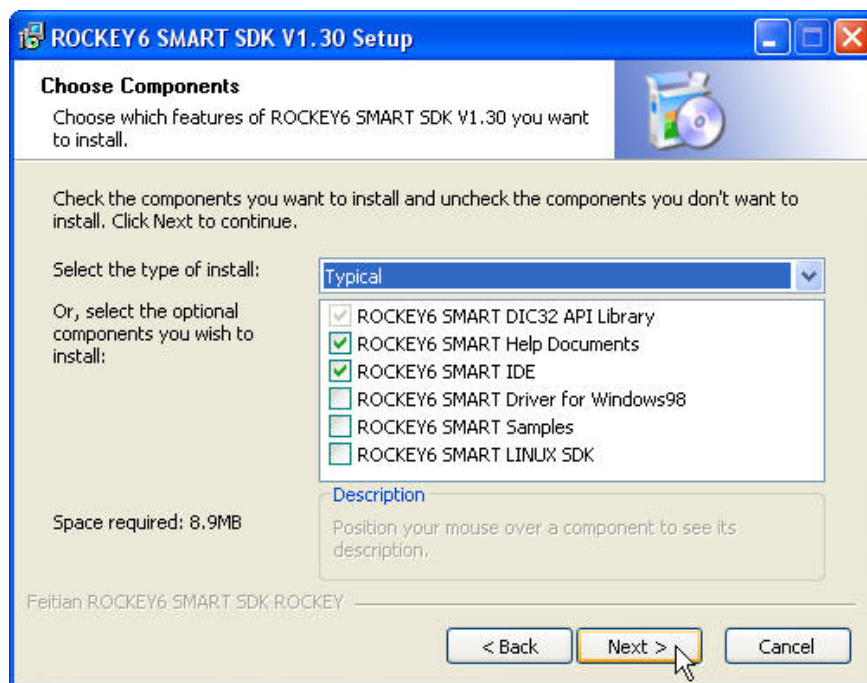 ROCKEY6 SMART SDK V1.30 Setup
Choose Components
Choose which features of ROCKEY6 SMART SDK V1.30 you want
to install.
Check the components you want to install and uncheck the components you don't want to
install. Click Next to continue.
Select the type of install:
Typical
Or, select the optional
components you wish to
install:
ROCKEY6 SMART DIC32 API Library
ROCKEY6 SMART Help Documents
ROCKEY6 SMART IDE
ROCKEY6 SMART Driver for Windows98
ROCKEY6 SMART Samples
ROCKEY6 SMART LINUX SDK
Space required: 8.9MB
Description
Position your mouse over a component to see its
description.
Feitian ROCKEY6 SMART SDK ROCKEY
< Back
Next >
Cancel